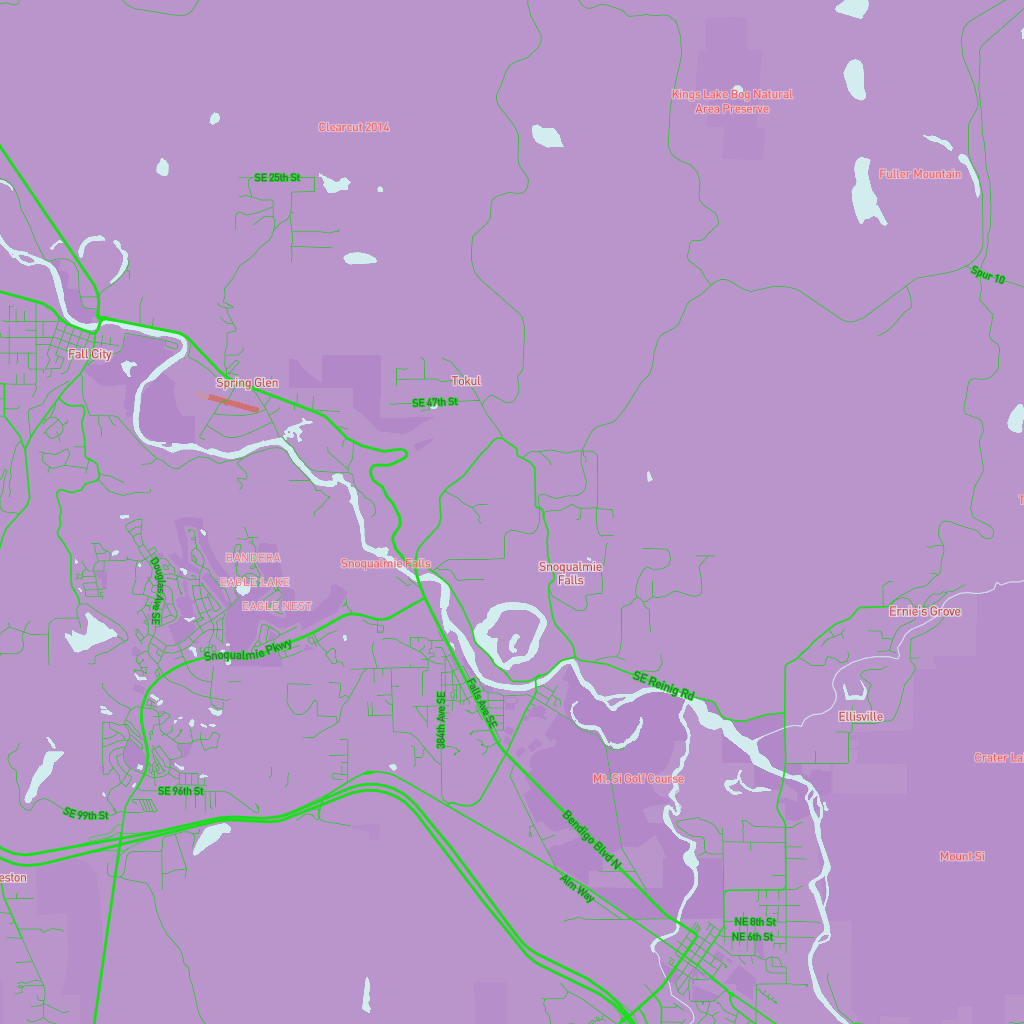 Kings Lake Bog Natural
Area Preserve
Clearcut 2014
Fuller Mountain
SE 25th St
Spur 10
Fall City
Spring Glen
Tokul
SE 47th St
BANDERA
EAGLE LAKE
EAGLE NEST
Douglas Ave SE
Snoqualmie Falls
Snoqualmie
Falls
Ernie's Grove
Snoqualmie Pkwy
384th Ave SE
Falls Ave SE
SE Reinig Rd
Ellisville
Mt. Si Golf Course
Crater La
SE 96th St
SE 99th St
Bendigo Blvd N
Mount Si
eston
Alm Way
NE 8th St
NE 6th St